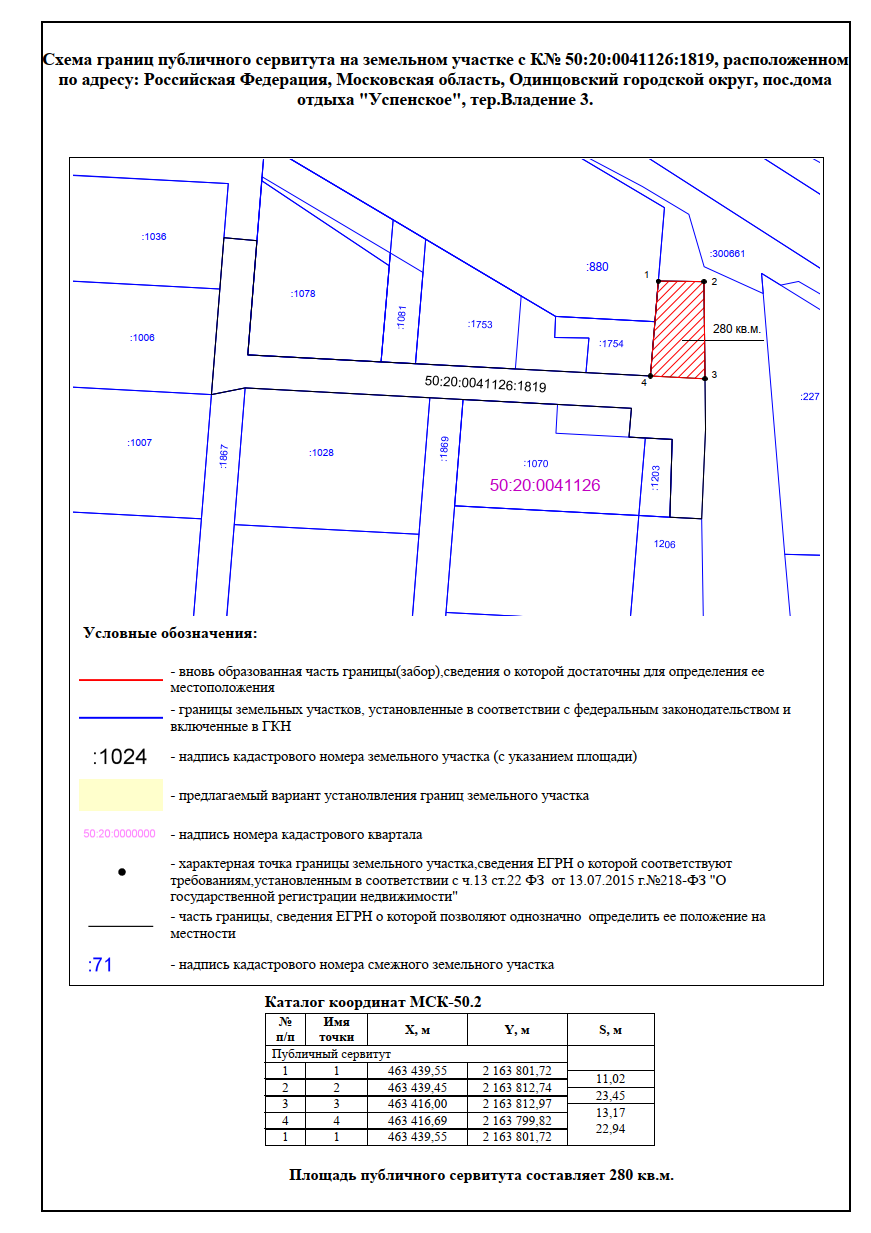 Схема границ публичного сервитута на земельном участке с К№ 50:20:0041126:1819, расположенном
по адресу: Российская Федерация, Московская область, Одинцовский городской округ, пос.дома
отдыха "Успенское", тер.Владение 3.
:1036
:300661
:880
1
2
:1078
:1081
:1753
280 кв.м.
:1006
:1754
3
4
50:20:0041126:1819
:227
:1007
:1867
:1028
:1869
:1070
:1203
50:20:0041126
1206
Условные обозначения:
- вновь образованная часть границы(забор),сведения о которой достаточны для определения ее
местоположения
- границы земельных участков, установленные в соответствии с федеральным законодательством и
включенные в ГКН
:1024 - надпись кадастрового номера земельного участка (с указанием площади)
- предлагаемый вариант устанолвления границ земельного участка
50:20:0000000 - надпись номера кадастрового квартала
- характерная точка границы земельного участка,сведения ЕГРН о которой соответствуют
требованиям,установленным в соответствии с ч.13 ст.22 ФЗ от 13.07.2015 г.№218-ФЗ "О
государственной регистрации недвижимости"
- часть границы, сведения ЕГРН о которой позволяют однозначно определить ее положение на
местности
:71 - надпись кадастрового номера смежного земельного участка
Каталог координат МСК-50.2
№ п/п Имя точки X, м Y, м S, м
Публичный сервитут
1 1 463 439,55 2 163 801,72
11,02
2 2 463 439,45 2 163 812,74
23,45
3 3 463 416,00 2 163 812,97
13,17
4 4 463 416,69 2 163 799,82
22,94
1 1 463 439,55 2 163 801,72
Площадь публичного сервитута составляет 280 кв.м.